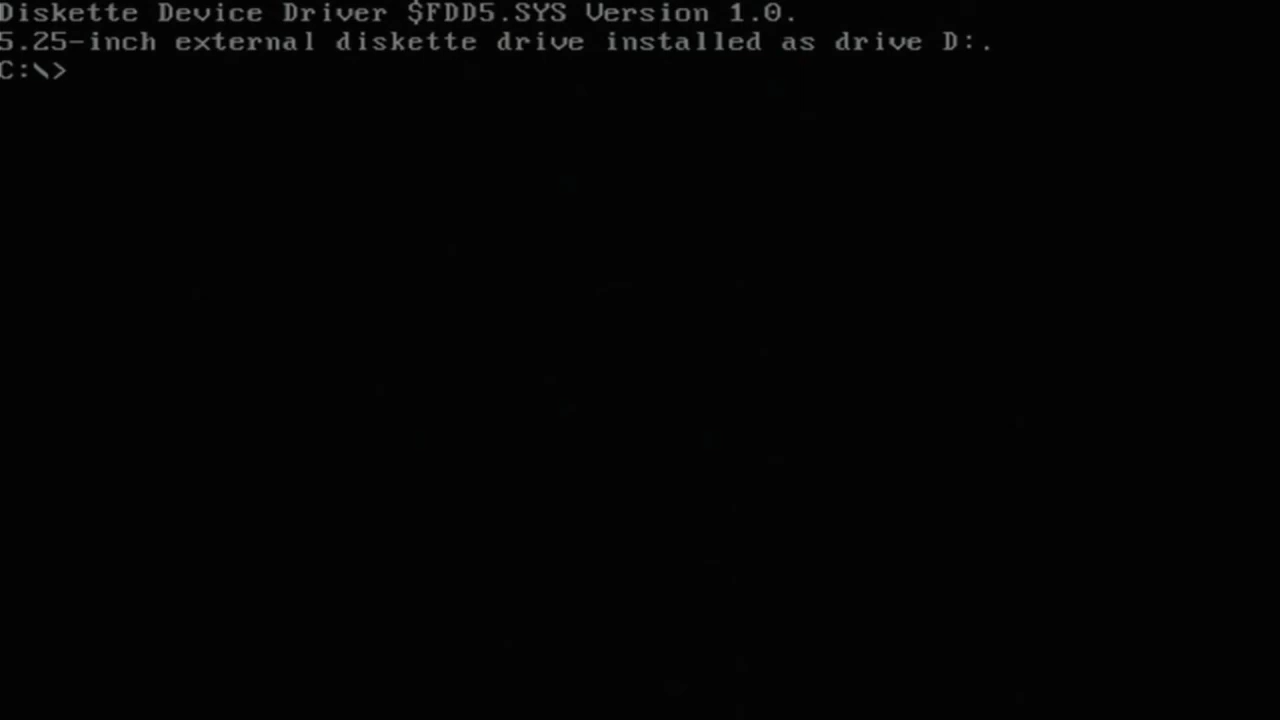 Diskette Device Driver $FDD5.SYS Version 1.0.
5.25-inch external diskette drive installed as drive D:.
C:\>